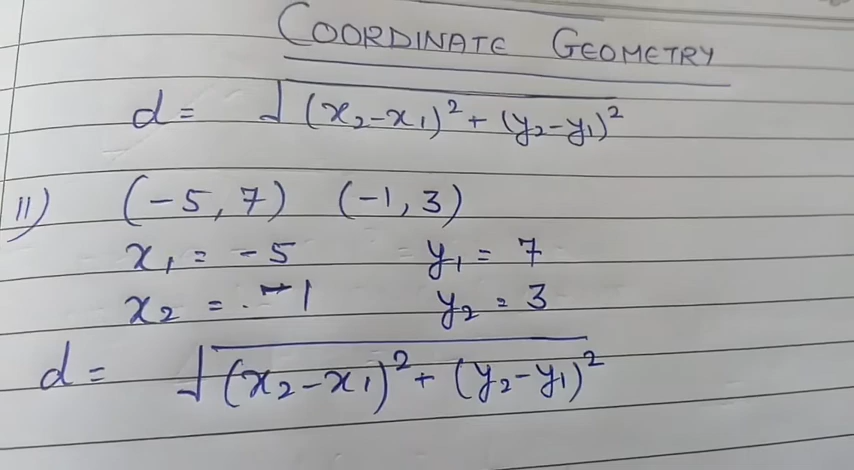 COORDINATE GEOMETRY
d = √(x₂-x₁)² + (y₂-y₁)²
11) (-5, 7) (-1, 3)
x₁ = -5 y₁ = 7
x₂ = -1 y₂ = 3
d = √(x₂-x₁)² + (y₂-y₁)²